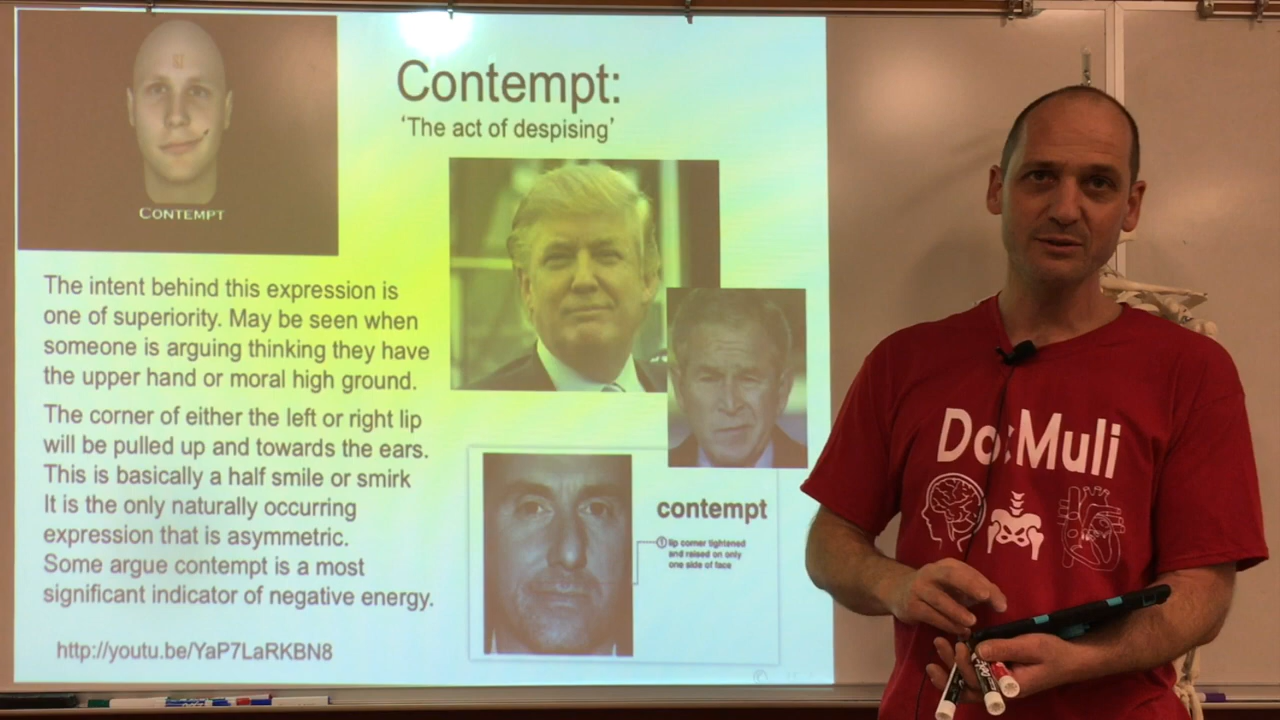 CONTEMPT
Contempt:
‘The act of despising’
The intent behind this expression is
one of superiority. May be seen when
someone is arguing thinking they have
the upper hand or moral high ground.
The corner of either the left or right lip
will be pulled up and towards the ears.
This is basically a half smile or smirk
It is the only naturally occurring
expression that is asymmetric.
Some argue contempt is a most
significant indicator of negative energy.
http://youtu.be/YaP7LaRKBN8
contempt
1 lip corner tightened
and raised on only
one side of face
DocMuli